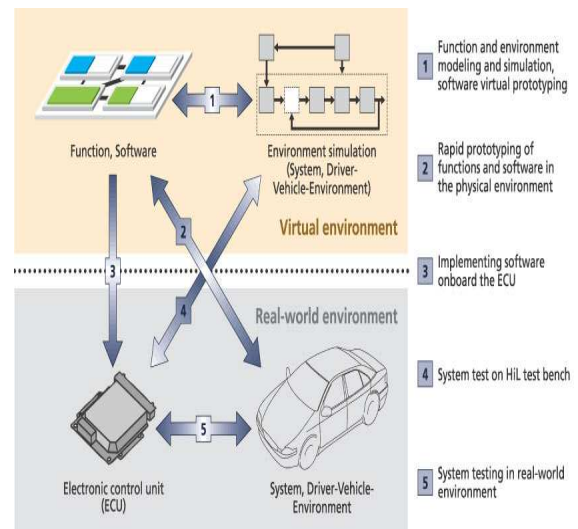 1
Function, Software
Environment simulation
(System, Driver-
Vehicle-Environment)
2
Virtual environment
3
4
Real-world environment
5
Electronic control unit
(ECU)
System, Driver-Vehicle-
Environment
1 Function and environment
modeling and simulation,
software virtual prototyping
2 Rapid prototyping of
functions and software in
the physical environment
3 Implementing software
onboard the ECU
4 System test on HiL test bench
5 System testing in real-world
environment